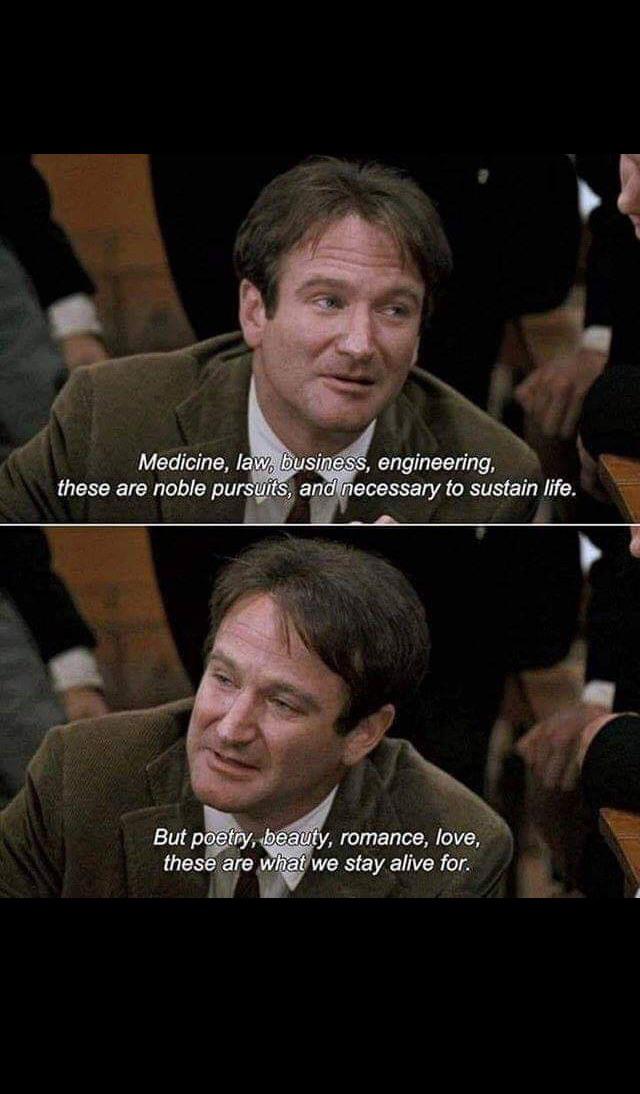 Medicine, law, business, engineering,
these are noble pursuits, and necessary to sustain life.
But poetry, beauty, romance, love,
these are what we stay alive for.